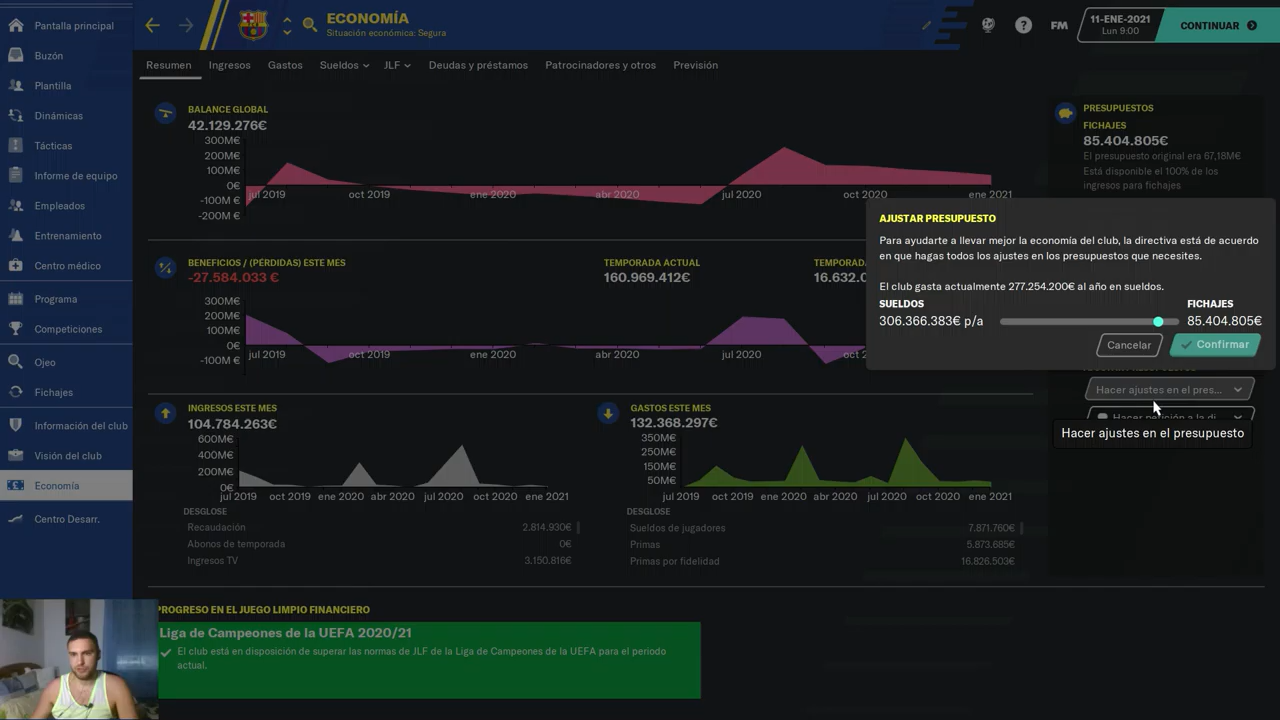 Pantalla principal
Buzón
Plantilla
Dinámicas
Tácticas
Informe de equipo
Empleados
Entrenamiento
Centro médico
Programa
Competiciones
Ojeo
Fichajes
Información del club
Visión del club
Economía
Centro Desarr.
ECONOMÍA
Situación económica: Segura
FM
11-ENE-2021
Lun 9:00
CONTINUAR
Resumen
Ingresos
Gastos
Sueldos
JLF
Deudas y préstamos
Patrocinadores y otros
Previsión
BALANCE GLOBAL
42.129.276€
300M€
200M€
100M€
0€
-100M €
-200M €
jul 2019
oct 2019
ene 2020
abr 2020
jul 2020
oct 2020
ene 2021
PRESUPUESTOS
FICHAJES
85.404.805€
El presupuesto original era 67,18M€
Está disponible el 100% de los
ingresos para fichajes
AJUSTAR PRESUPUESTO
Para ayudarte a llevar mejor la economía del club, la directiva está de acuerdo
en que hagas todos los ajustes en los presupuestos que necesites.
El club gasta actualmente 277.254.200€ al año en sueldos.
SUELDOS
FICHAJES
306.366.383€ p/a
85.404.805€
Cancelar
Confirmar
Hacer ajustes en el pres...
Hacer petición a la di...
Hacer ajustes en el presupuesto
BENEFICIOS / (PÉRDIDAS) ESTE MES
-27.584.033 €
TEMPORADA ACTUAL
160.969.412€
TEMPORADA
16.632.0
300M€
200M€
100M€
0€
-100M €
jul 2019
oct 2019
ene 2020
abr 2020
jul 2020
oct 2
INGRESOS ESTE MES
104.784.263€
600M€
400M€
200M€
0€
jul 2019
oct 2019
ene 2020
abr 2020
jul 2020
oct 2020
ene 2021
DESGLOSE
Recaudación 2.814.930€
Abonos de temporada 0€
Ingresos TV 3.150.816€
GASTOS ESTE MES
132.368.297€
350M€
250M€
150M€
50M€
jul 2019
oct 2019
ene 2020
abr 2020
jul 2020
oct 2020
ene 2021
DESGLOSE
Sueldos de jugadores 7.871.760€
Primas 5.873.685€
Primas por fidelidad 16.826.503€
PROGRESO EN EL JUEGO LIMPIO FINANCIERO
Liga de Campeones de la UEFA 2020/21
El club está en disposición de superar las normas de JLF de la Liga de Campeones de la UEFA para el periodo
actual.